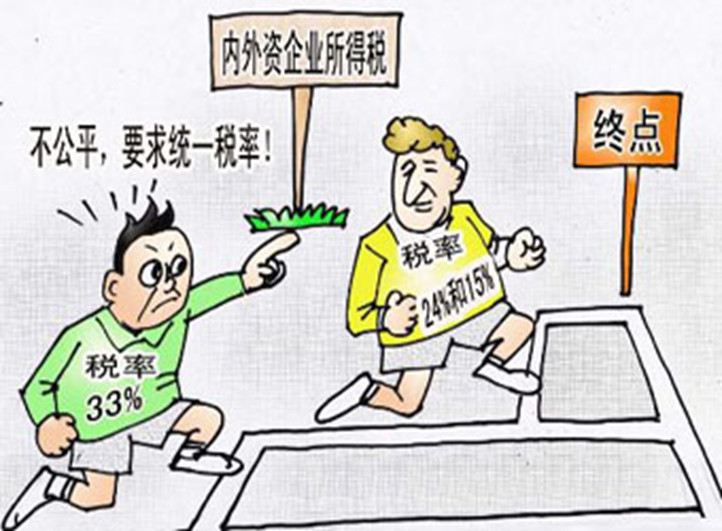 内外资企业所得税
终点
不公平，要求统一税率！
税率
24%和15%
税率
33%